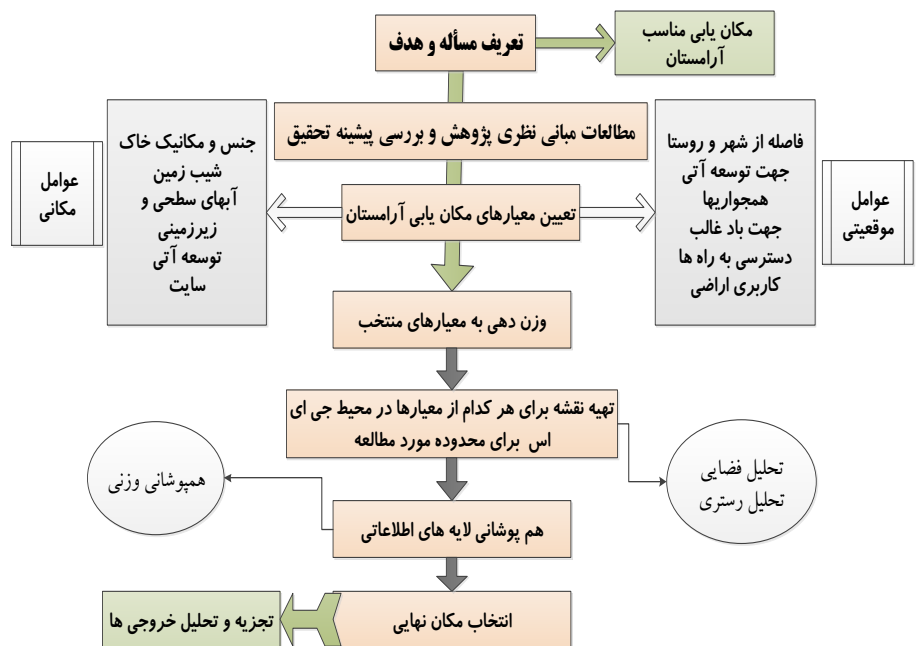 تعریف مسأله و هدف
مکان یابی مناسب
آرامستان
مطالعات مبانی نظری پژوهش و بررسی پیشینه تحقیق
فاصله از شهر و روستا
جهت توسعه آتی
همجواریها
جهت باد غالب
دسترسی به راه ها
کاربری اراضی
عوامل
موقعیتی
تعیین معیارهای مکان یابی آرامستان
جنس و مکانیک خاک
شیب زمین
آبهای سطحی و
زیرزمینی
توسعه آتی
سایت
عوامل
مکانی
وزن دهی به معیارهای منتخب
تهیه نقشه برای هر کدام از معیارها در محیط جی ای
اس برای محدوده مورد مطالعه
تحلیل فضایی
تحلیل رستری
همپوشانی وزنی
هم پوشانی لایه های اطلاعاتی
انتخاب مکان نهایی
تجزیه و تحلیل خروجی ها